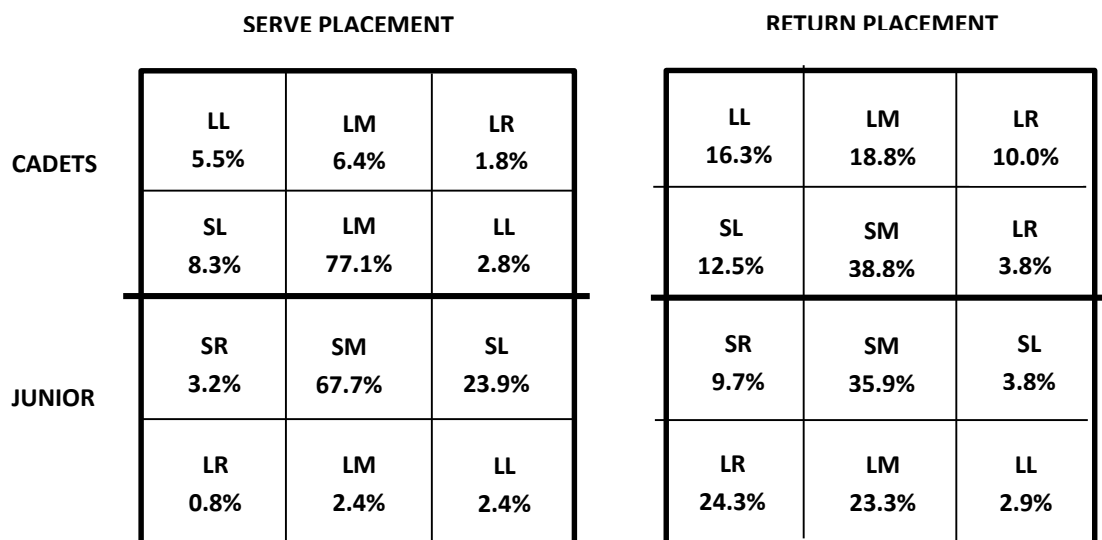 SERVE PLACEMENT RETURN PLACEMENT
LL LM LR LL LM LR
5.5% 6.4% 1.8% 16.3% 18.8% 10.0%
CADETS
SL LM LL SL SM LR
8.3% 77.1% 2.8% 12.5% 38.8% 3.8%
SR SM SL SR SM SL
3.2% 67.7% 23.9% 9.7% 35.9% 3.8%
JUNIOR
LR LM LL LR LM LL
0.8% 2.4% 2.4% 24.3% 23.3% 2.9%